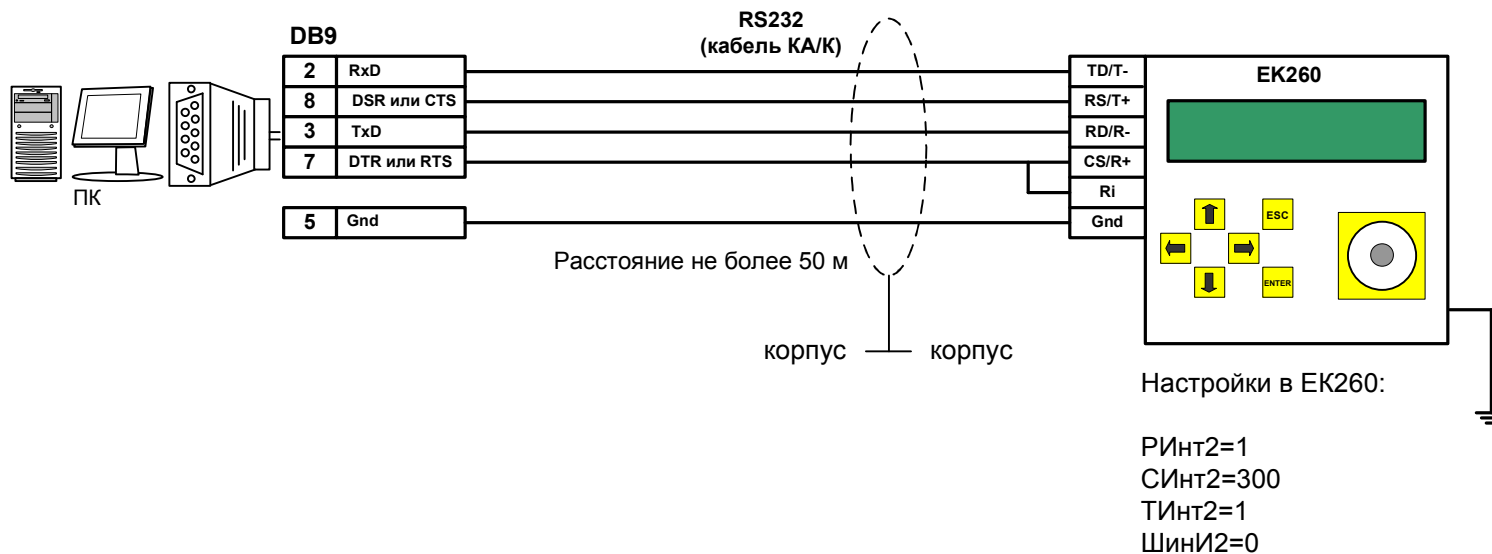 RS232
(кабель КА/К)
DB9
2 RxD
8 DSR или CTS
3 TxD
7 DTR или RTS
5 Gnd
ПК
TD/T-
RS/T+
RD/R-
CS/R+
Ri
Gnd
EK260
ESC
ENTER
Расстояние не более 50 м
корпус корпус
Настройки в ЕК260:
РИнт2=1
СИнт2=300
ТИнт2=1
ШинИ2=0